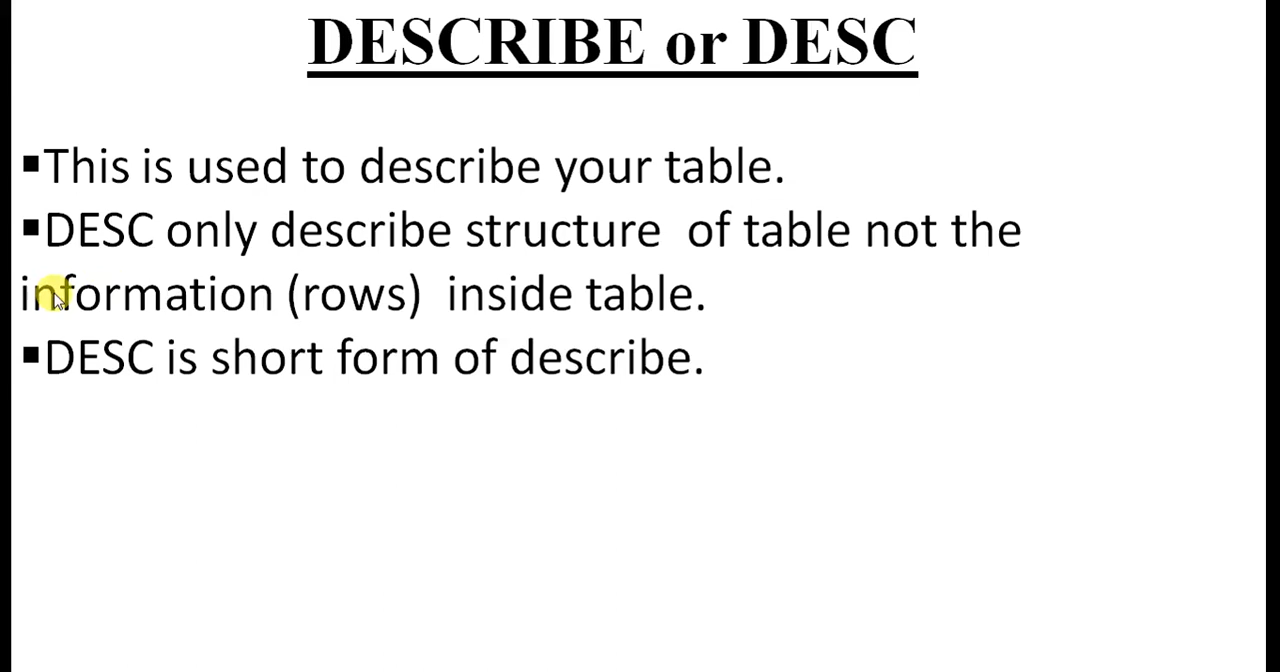 DESCRIBE or DESC
▪This is used to describe your table.
▪DESC only describe structure  of table not the
information (rows)  inside table.
▪DESC is short form of describe.